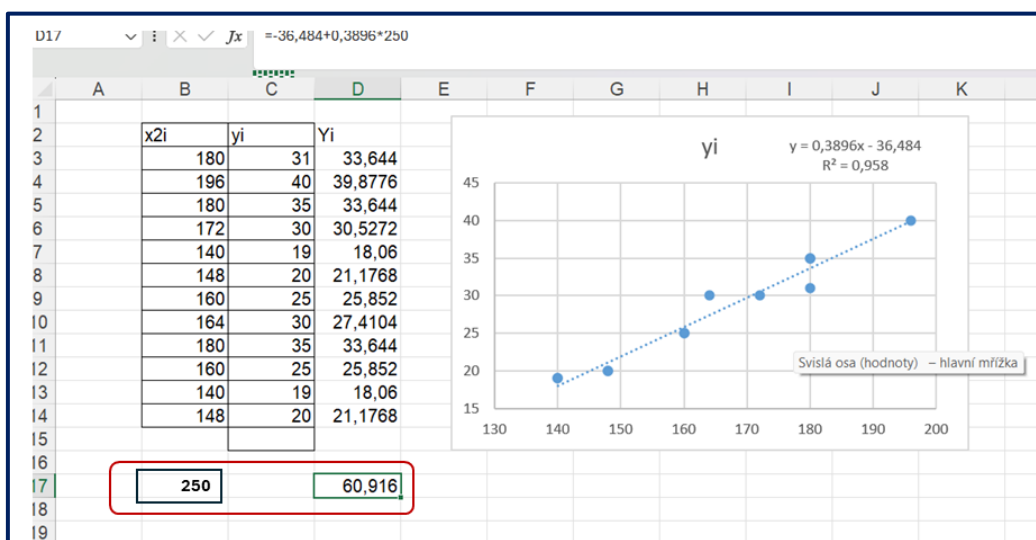 D17 fx =-36,484+0,3896*250
A B C D E F G H I J K
1
2 x2i yi Yi
3 180 31 33,644
4 196 40 39,8776
5 180 35 33,644
6 172 30 30,5272
7 140 19 18,06
8 148 20 21,1768
9 160 25 25,852
10 164 30 27,4104
11 180 35 33,644
12 160 25 25,852
13 140 19 18,06
14 148 20 21,1768
15
16
17 250 60,916
18
19
yi
y = 0,3896x - 36,484
R² = 0,958
45
40
35
30
25
20
15
130 140 150 160 170 180 190 200
Svislá osa (hodnoty) – hlavní mřížka